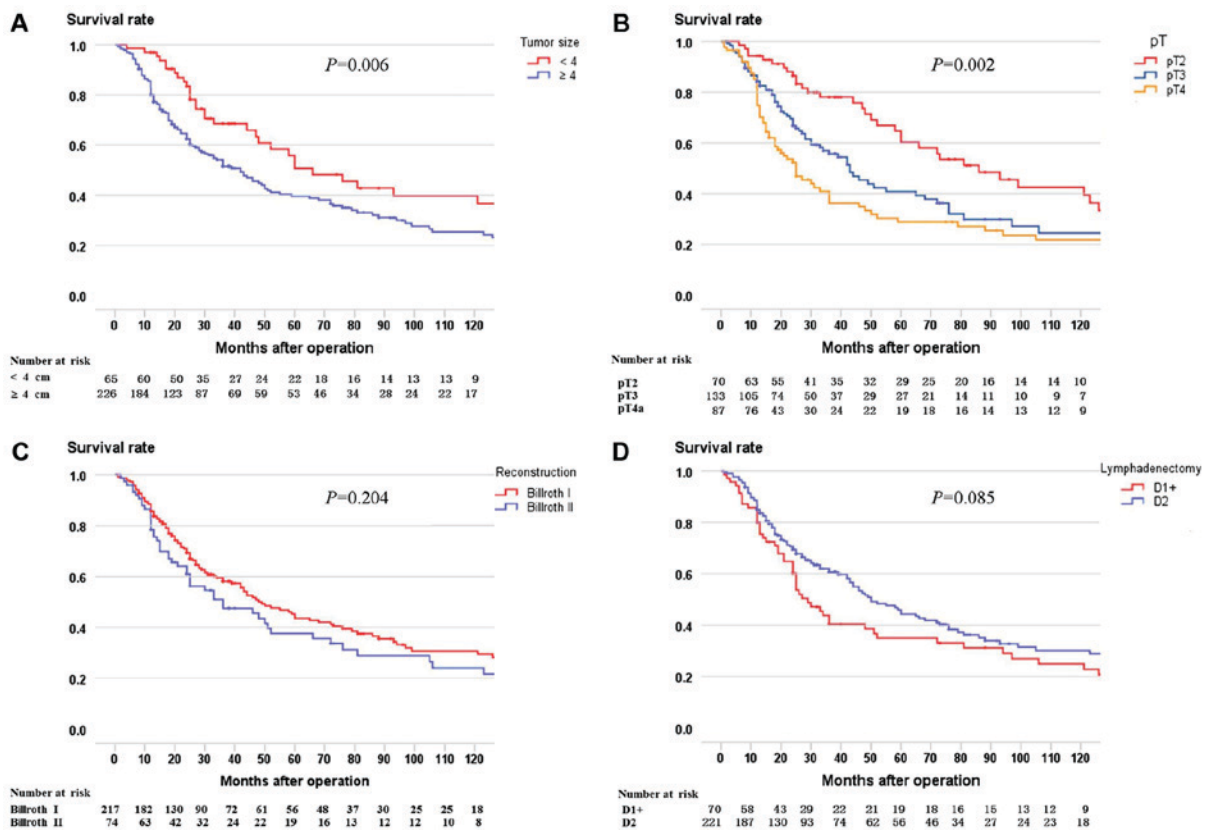 A
Survival rate
Tumor size
< 4
≥ 4
P=0.006
1.0
0.8
0.6
0.4
0.2
0.0
0 10 20 30 40 50 60 70 80 90 100 110 120
Months after operation
Number at risk
< 4 cm 65 60 50 35 27 24 22 18 16 14 13 13 9
≥ 4 cm 226 184 123 87 69 59 53 46 34 28 24 22 17
B
Survival rate
pT
pT2
pT3
pT4
P=0.002
1.0
0.8
0.6
0.4
0.2
0.0
0 10 20 30 40 50 60 70 80 90 100 110 120
Months after operation
Number at risk
pT2 70 63 55 41 35 32 29 25 20 16 14 14 10
pT3 133 105 74 50 37 29 27 21 14 11 10 9 7
pT4a 87 76 43 30 24 22 19 18 16 14 13 12 9
C
Survival rate
Reconstruction
Billroth I
Billroth II
P=0.204
1.0
0.8
0.6
0.4
0.2
0.0
0 10 20 30 40 50 60 70 80 90 100 110 120
Months after operation
Number at risk
Billroth I 217 182 130 90 72 61 56 48 37 30 25 25 18
Billroth II 74 63 42 32 24 22 19 16 13 12 12 10 8
D
Survival rate
Lymphadenectomy
D1+
D2
P=0.085
1.0
0.8
0.6
0.4
0.2
0.0
0 10 20 30 40 50 60 70 80 90 100 110 120
Months after operation
Number at risk
D1+ 70 58 43 29 22 21 19 18 16 15 13 12 9
D2 221 187 130 93 74 62 56 46 34 27 24 23 18